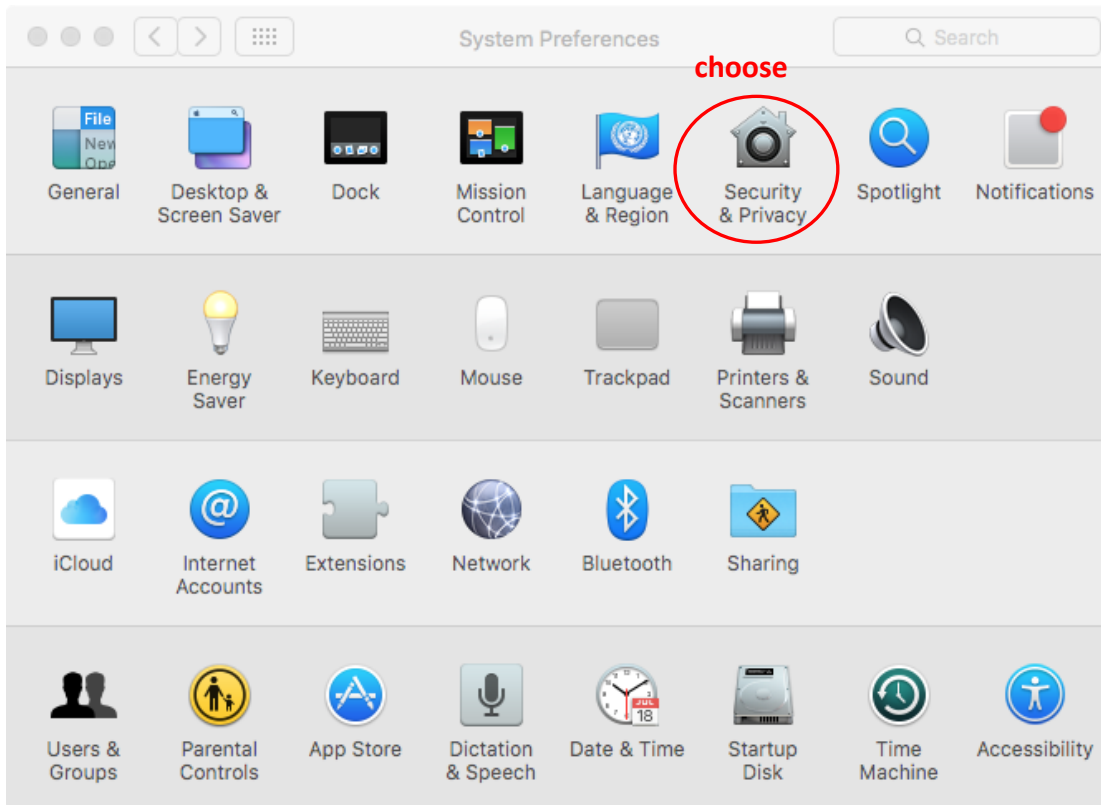 System Preferences
Search
choose
File
New
Ope
General
Desktop &
Screen Saver
Dock
Mission
Control
Language
& Region
Security
& Privacy
Spotlight
Notifications
Displays
Energy
Saver
Keyboard
Mouse
Trackpad
Printers &
Scanners
Sound
iCloud
@
Internet
Accounts
Extensions
Network
Bluetooth
Sharing
Users &
Groups
Parental
Controls
App Store
Dictation
& Speech
JUL
18
Date & Time
Startup
Disk
Time
Machine
Accessibility